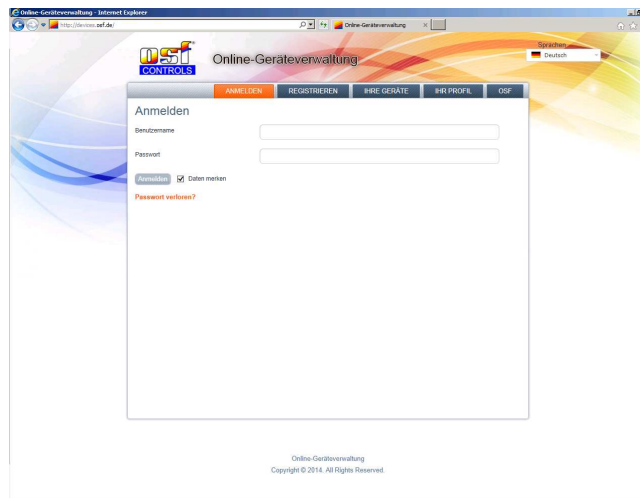 Online-Geräteverwaltung - Internet Explorer
http://devices.osf.de/
Online-Geräteverwaltung
Sprachen
Deutsch
osf
CONTROLS
Online-Geräteverwaltung
ANMELDEN REGISTRIEREN IHRE GERÄTE IHR PROFIL OSF
Anmelden
Benutzername
Passwort
Anmelden Daten merken
Passwort verloren?
Online-Geräteverwaltung
Copyright © 2014. All Rights Reserved.